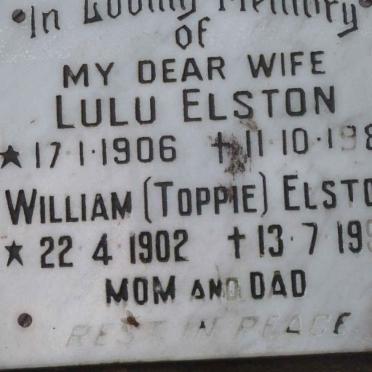 In Loving Memory
of
MY DEAR WIFE
LULU ELSTON
★ 17·1·1906 †11·10·198
WILLIAM (TOPPIE) ELSTO
★ 22·4·1902 †13·7·19
MOM AND DAD
REST IN PEACE